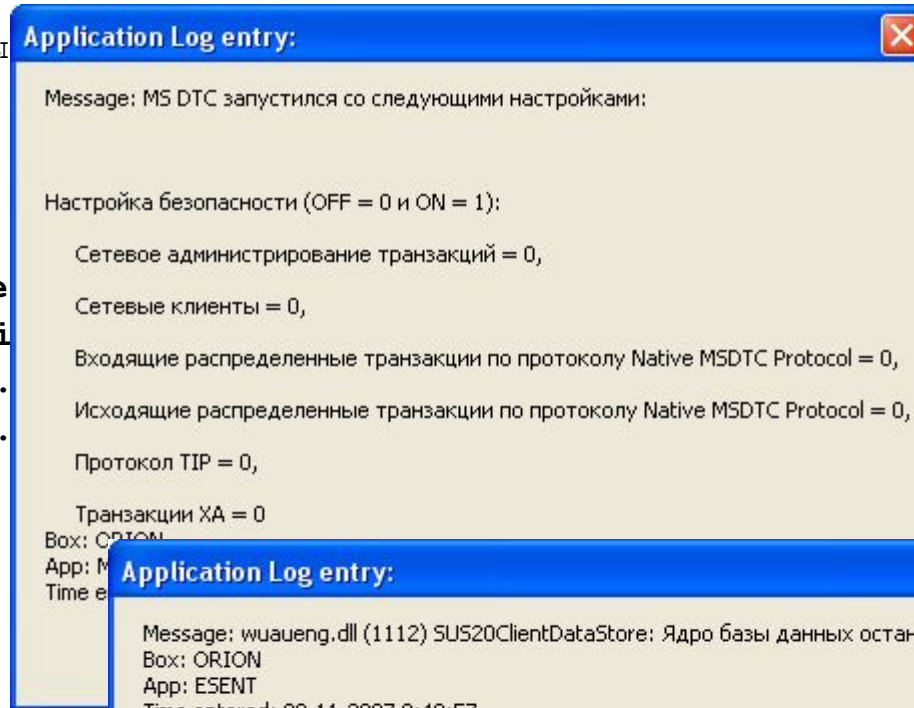 Application Log entry:
Message: MS DTC запустился со следующими настройками:
Настройка безопасности (OFF = 0 и ON = 1):
Сетевое администрирование транзакций = 0,
Сетевые клиенты = 0,
Входящие распределенные транзакции по протоколу Native MSDTC Protocol = 0,
Исходящие распределенные транзакции по протоколу Native MSDTC Protocol = 0,
Протокол TIP = 0,
Транзакции XA = 0
Box: ORION
App: M
Time e
Application Log entry:
Message: wuaueng.dll (1112) SUS20ClientDataStore: Ядро базы данных остан
Box: ORION
App: ESENT